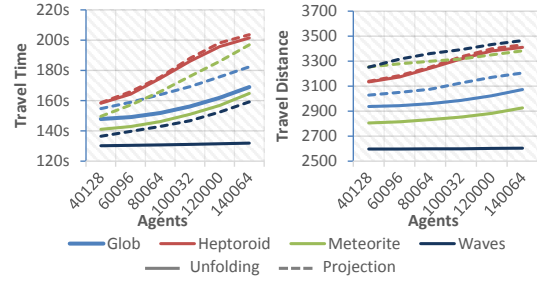 Travel Time
220s
200s
180s
160s
140s
120s
40128
60096
80064
100032
120000
140064
Agents
Travel Distance
3700
3500
3300
3100
2900
2700
2500
40128
60096
80064
100032
120000
140064
Agents
Glob Heptoroid Meteorite Waves
Unfolding Projection